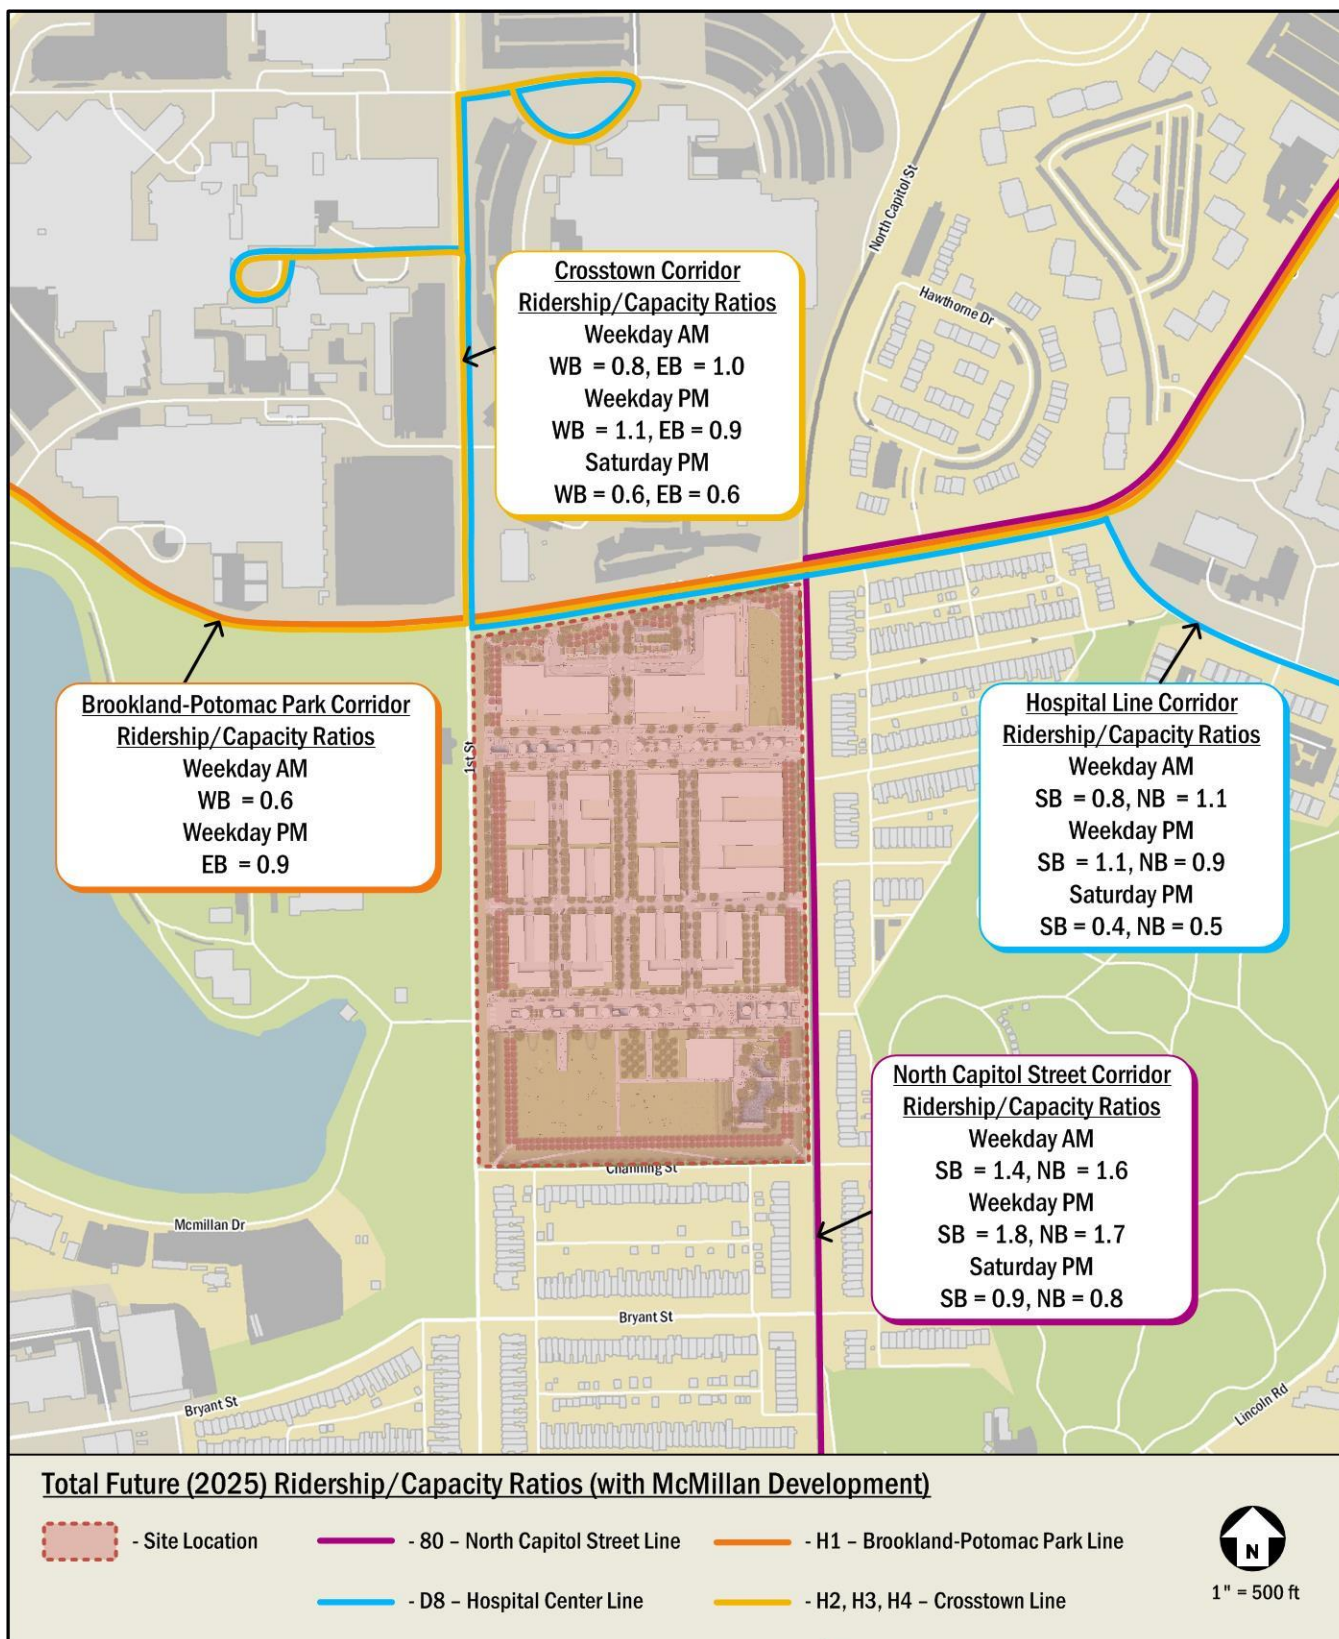 North Capitol St
Hawthorne Dr
Crosstown Corridor
Ridership/Capacity Ratios
Weekday AM
WB = 0.8, EB = 1.0
Weekday PM
WB = 1.1, EB = 0.9
Saturday PM
WB = 0.6, EB = 0.6
Brookland-Potomac Park Corridor
Ridership/Capacity Ratios
Weekday AM
WB = 0.6
Weekday PM
EB = 0.9
1st St
Hospital Line Corridor
Ridership/Capacity Ratios
Weekday AM
SB = 0.8, NB = 1.1
Weekday PM
SB = 1.1, NB = 0.9
Saturday PM
SB = 0.4, NB = 0.5
North Capitol Street Corridor
Ridership/Capacity Ratios
Weekday AM
SB = 1.4, NB = 1.6
Weekday PM
SB = 1.8, NB = 1.7
Saturday PM
SB = 0.9, NB = 0.8
Channing St
Mcmillan Dr
Bryant St
Bryant St
Lincoln Rd
Total Future (2025) Ridership/Capacity Ratios (with McMillan Development)
- Site Location
- 80 – North Capitol Street Line
- H1 – Brookland-Potomac Park Line
- D8 – Hospital Center Line
- H2, H3, H4 – Crosstown Line
N
1" = 500 ft